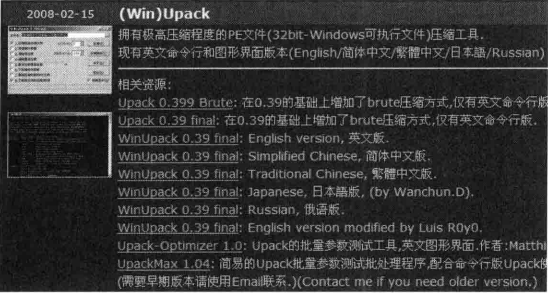 2008-02-15
(Win)Upack
拥有极高压缩程度的PE文件(32bit-Windows可执行文件)压缩工具.
现有英文命令行和图形界面版本(English/简体中文/繁體中文/日本語/Russian)
相关资源:
Upack 0.399 Brute: 在0.39的基础上增加了brute压缩方式,仅有英文命令行版
Upack 0.39 final: 在0.39的基础上增加了brute压缩方式,仅有英文命令行版.
WinUpack 0.39 final: English version, 英文版.
WinUpack 0.39 final: Simplified Chinese, 简体中文版.
WinUpack 0.39 final: Traditional Chinese, 繁體中文版.
WinUpack 0.39 final: Japanese, 日本語版, (by Wanchun.D).
WinUpack 0.39 final: Russian, 俄语版.
WinUpack 0.39 final: English version modified by Luis R0y0.
Upack-Optimizer 1.0: Upack的批量参数测试工具,英文图形界面.作者:Matthi
UpackMax 1.04: 简易的Upack批量参数测试批处理程序,配合命令行版Upack使
(需要早期版本请使用Email联系.)(Contact me if you need older version.)